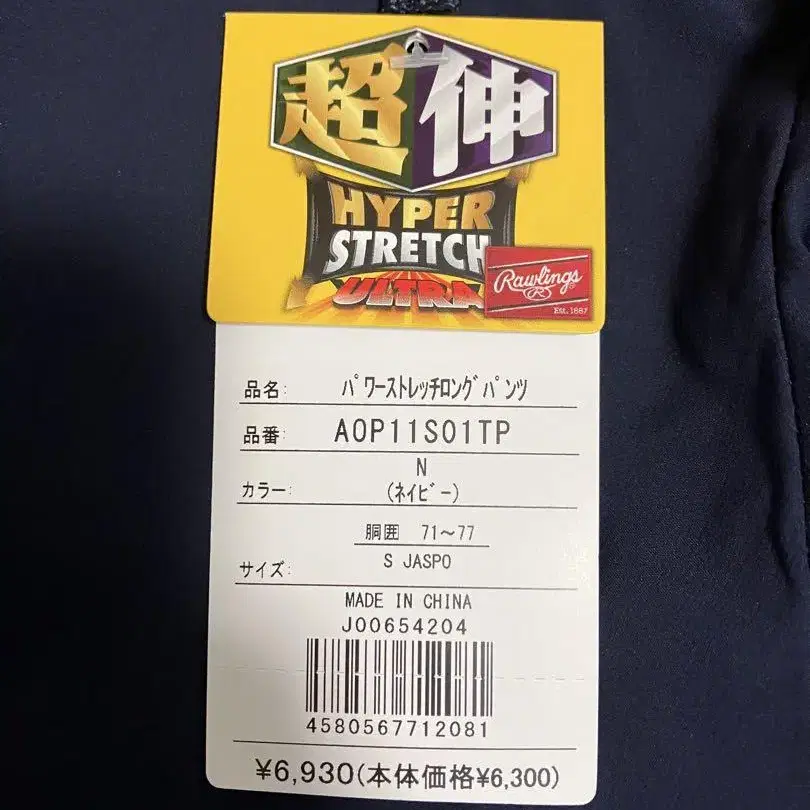 超伸
HYPER
STRETCH
ULTRA
Rawlings
R
EST. 1887
品名: ﾊﾟﾜｰｽﾄﾚｯﾁﾛﾝｸﾞﾊﾟﾝﾂ
品番: AOP11S01TP
N
カラー: (ﾈｲﾋﾞｰ)
胴囲 71～77
サイズ: S JASPO
MADE IN CHINA
J00654204
4580567712081
¥6,930(本体価格¥6,300)